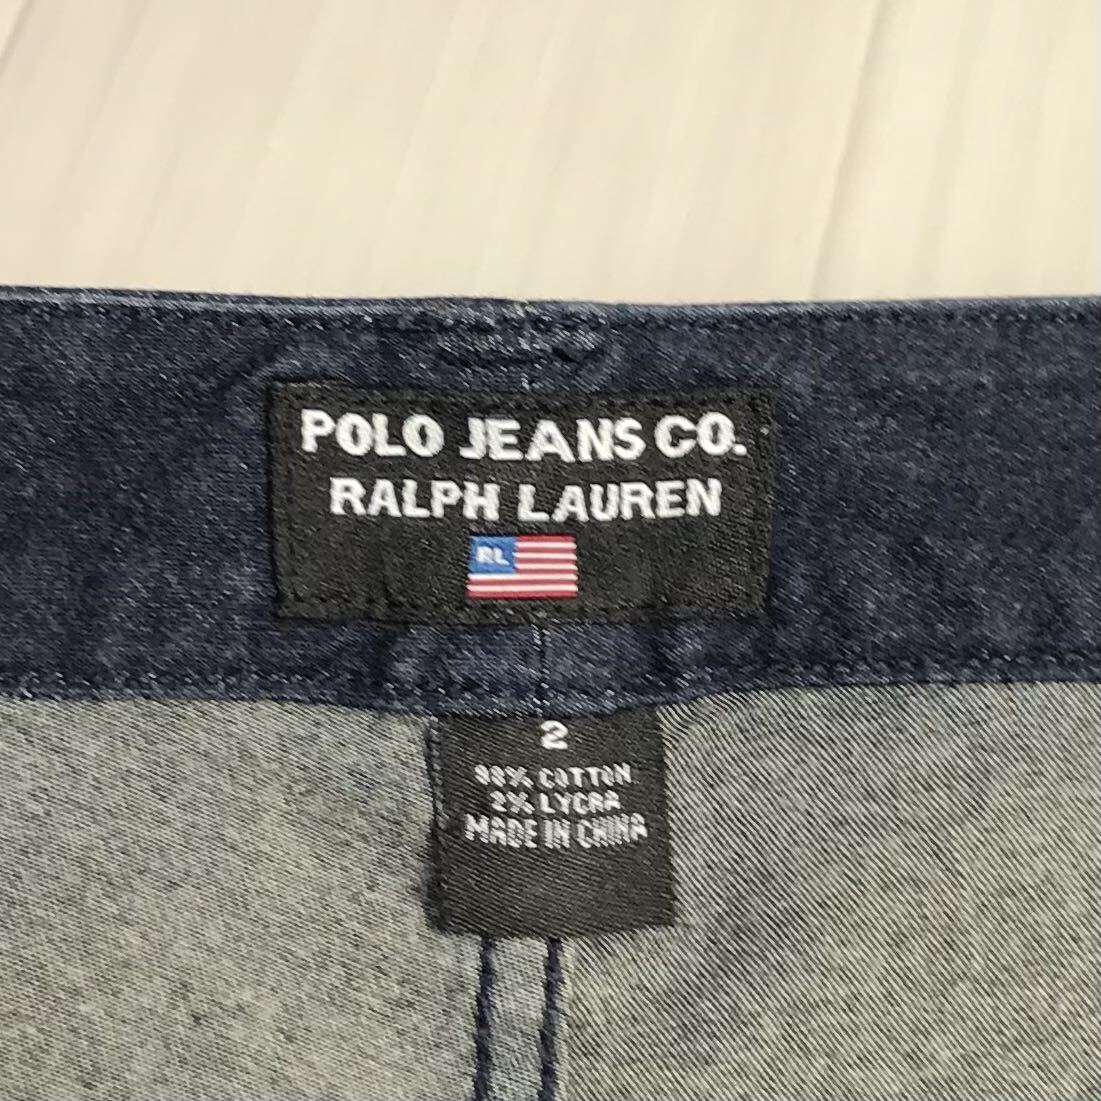 POLO JEANS CO.
RALPH LAUREN
RL
2
98% COTTON
2% LYCRA
MADE IN CHINA